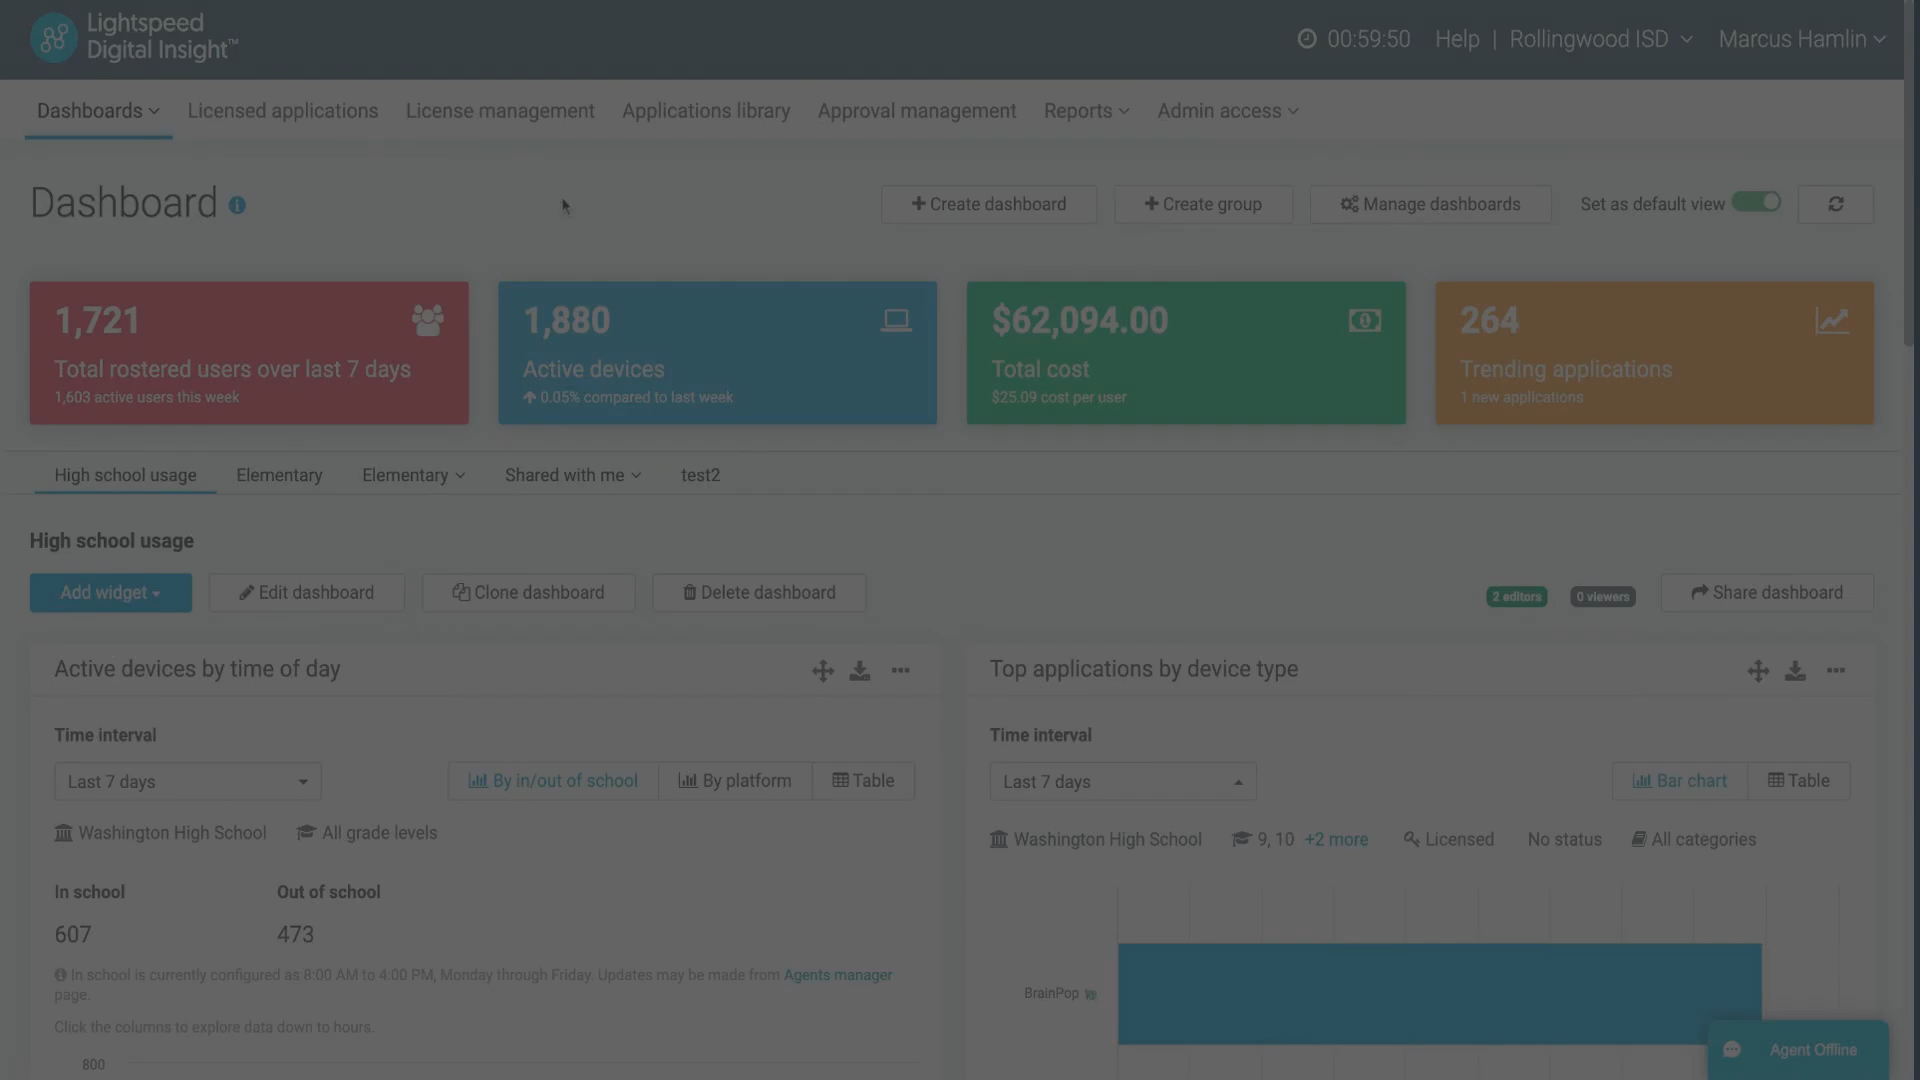 Lightspeed
Digital Insight™
00:59:50 Help | Rollingwood ISD Marcus Hamlin
Dashboards Licensed applications License management Applications library Approval management Reports Admin access
Dashboard
Create dashboard Create group Manage dashboards Set as default view
1,721
Total rostered users over last 7 days
1,603 active users this week
1,880
Active devices
0.05% compared to last week
$62,094.00
Total cost
$25.09 cost per user
264
Trending applications
1 new applications
High school usage Elementary Elementary Shared with me test2
High school usage
Add widget Edit dashboard Clone dashboard Delete dashboard 2 editors 0 viewers Share dashboard
Active devices by time of day
Time interval
Last 7 days By in/out of school By platform Table
Washington High School All grade levels
In school Out of school
607 473
In school is currently configured as 8:00 AM to 4:00 PM, Monday through Friday. Updates may be made from Agents manager
page.
Click the columns to explore data down to hours.
800
Top applications by device type
Time interval
Last 7 days Bar chart Table
Washington High School 9, 10 +2 more Licensed No status All categories
BrainPop
Agent Offline